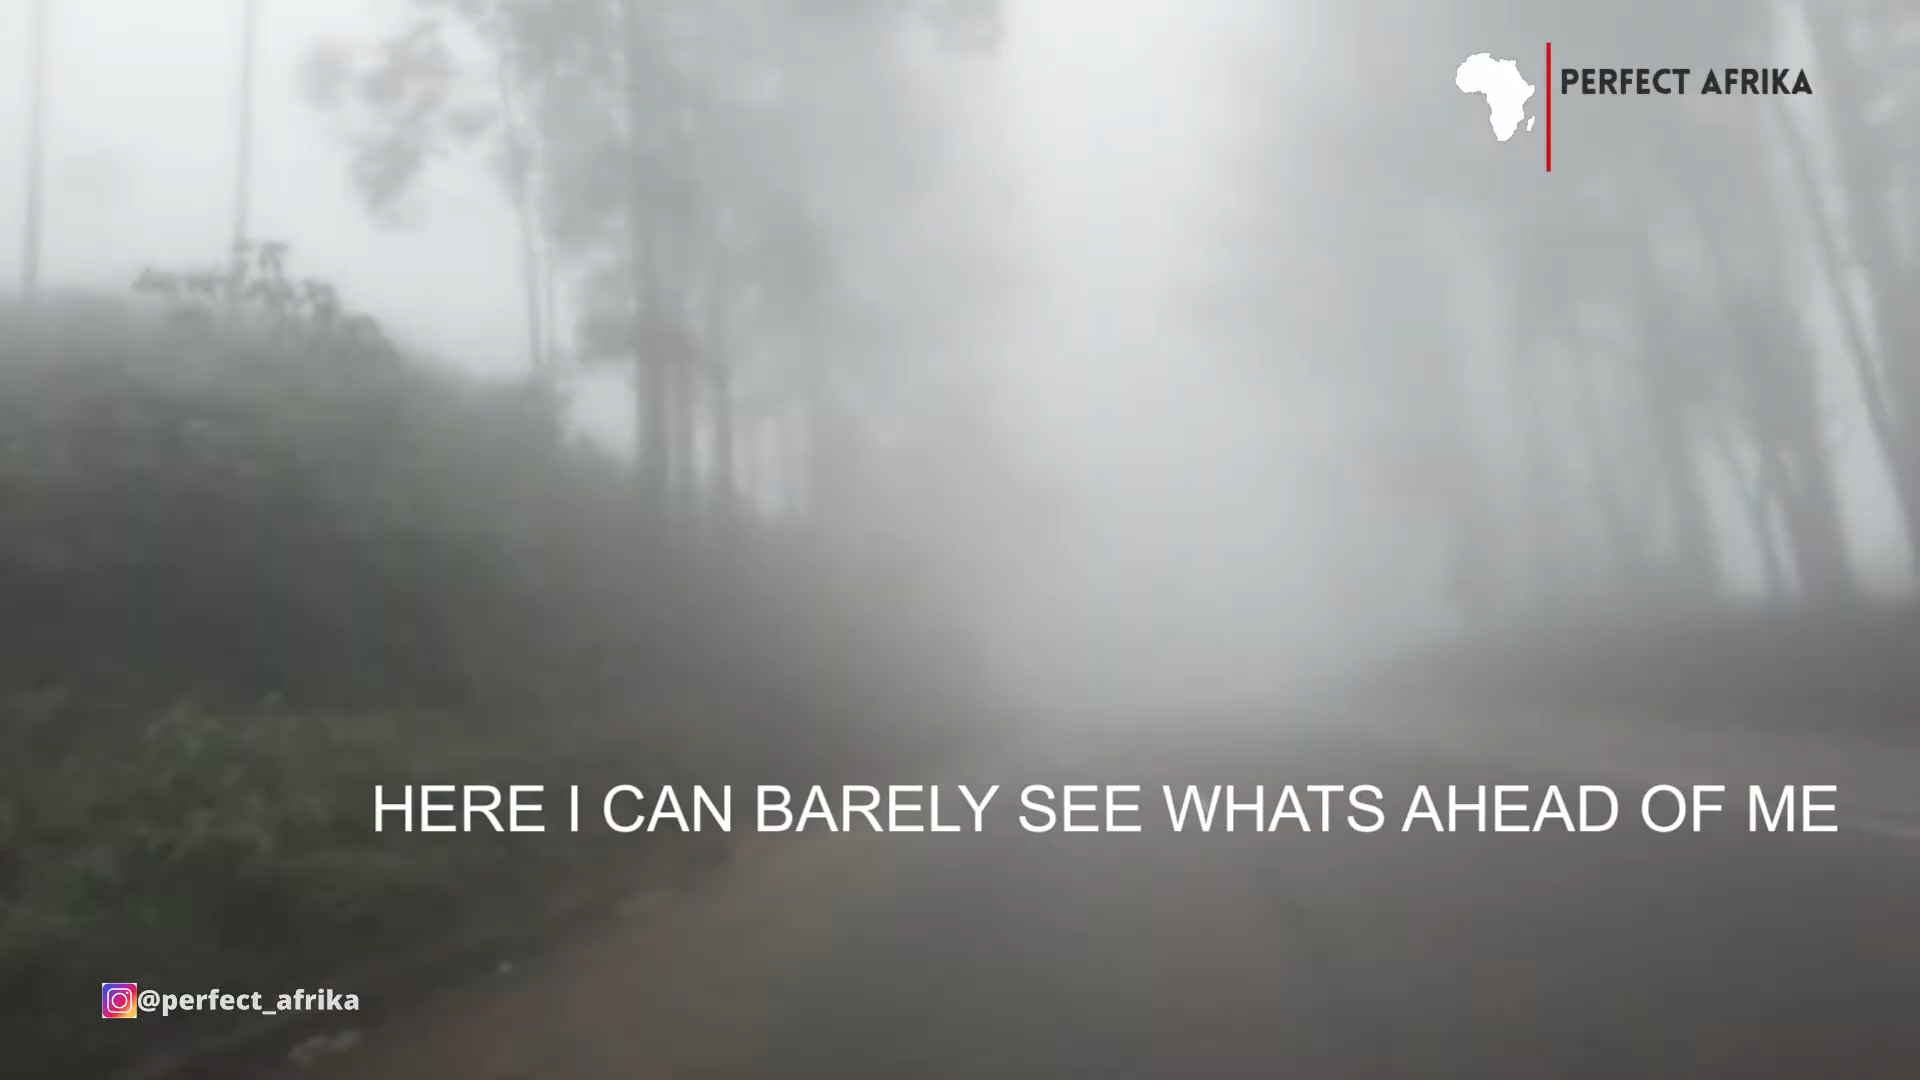 PERFECT AFRIKA
HERE I CAN BARELY SEE WHATS AHEAD OF ME
@perfect_afrika